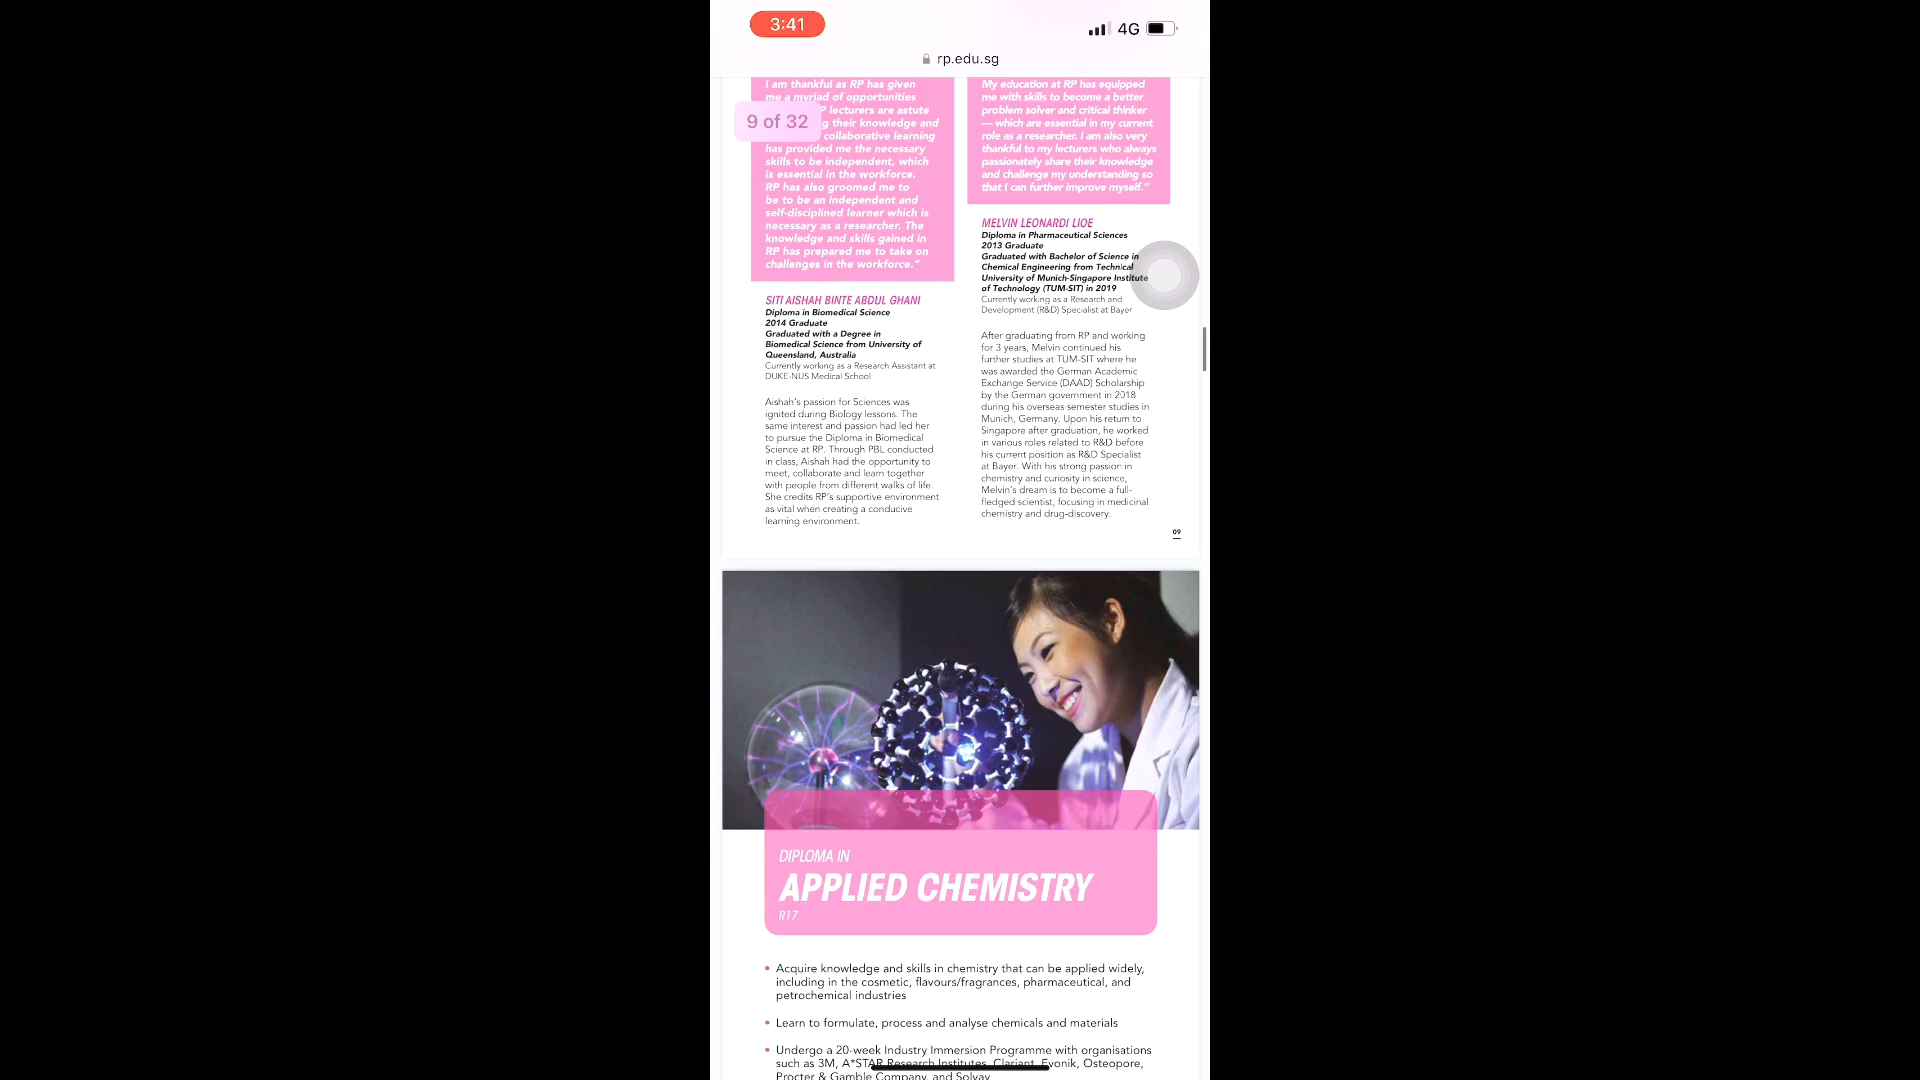 3:41
4G
rp.edu.sg
9 of 32
I am thankful as RP has given
me a myriad of opportunities
P lecturers are astute
g their knowledge and
collaborative learning
has provided me the necessary
skills to be independent, which
is essential in the workforce.
RP has also groomed me to
be to be an independent and
self-disciplined learner which is
necessary as a researcher. The
knowledge and skills gained in
RP has prepared me to take on
challenges in the workforce."
SITI AISHAH BINTE ABDUL GHANI
Diploma in Biomedical Science
2014 Graduate
Graduated with a Degree in
Biomedical Science from University of
Queensland, Australia
Currently working as a Research Assistant at
DUKE-NUS Medical School
Aishah's passion for Sciences was
ignited during Biology lessons. The
same interest and passion had led her
to pursue the Diploma in Biomedical
Science at RP. Through PBL conducted
in class, Aishah had the opportunity to
meet, collaborate and learn together
with people from different walks of life.
She credits RP's supportive environment
as vital when creating a conducive
learning environment.
My education at RP has equipped
me with skills to become a better
problem solver and critical thinker
— which are essential in my current
role as a researcher. I am also very
thankful to my lecturers who always
passionately share their knowledge
and challenge my understanding so
that I can further improve myself."
MELVIN LEONARDI LIOE
Diploma in Pharmaceutical Sciences
2013 Graduate
Graduated with Bachelor of Science in
Chemical Engineering from Technical
University of Munich-Singapore Institute
of Technology (TUM-SIT) in 2019
Currently working as a Research and
Development (R&D) Specialist at Bayer
After graduating from RP and working
for 3 years, Melvin continued his
further studies at TUM-SIT where he
was awarded the German Academic
Exchange Service (DAAD) Scholarship
by the German government in 2018
during his overseas semester studies in
Munich, Germany. Upon his return to
Singapore after graduation, he worked
in various roles related to R&D before
his current position as R&D Specialist
at Bayer. With his strong passion in
chemistry and curiosity in science,
Melvin's dream is to become a full-
fledged scientist, focusing in medicinal
chemistry and drug-discovery.
09
DIPLOMA IN
APPLIED CHEMISTRY
R17
• Acquire knowledge and skills in chemistry that can be applied widely,
including in the cosmetic, flavours/fragrances, pharmaceutical, and
petrochemical industries
• Learn to formulate, process and analyse chemicals and materials
• Undergo a 20-week Industry Immersion Programme with organisations
such as 3M, A*STAR Research Institutes, Clariant, Evonik, Osteopore,
Procter & Gamble Company, and Solvay